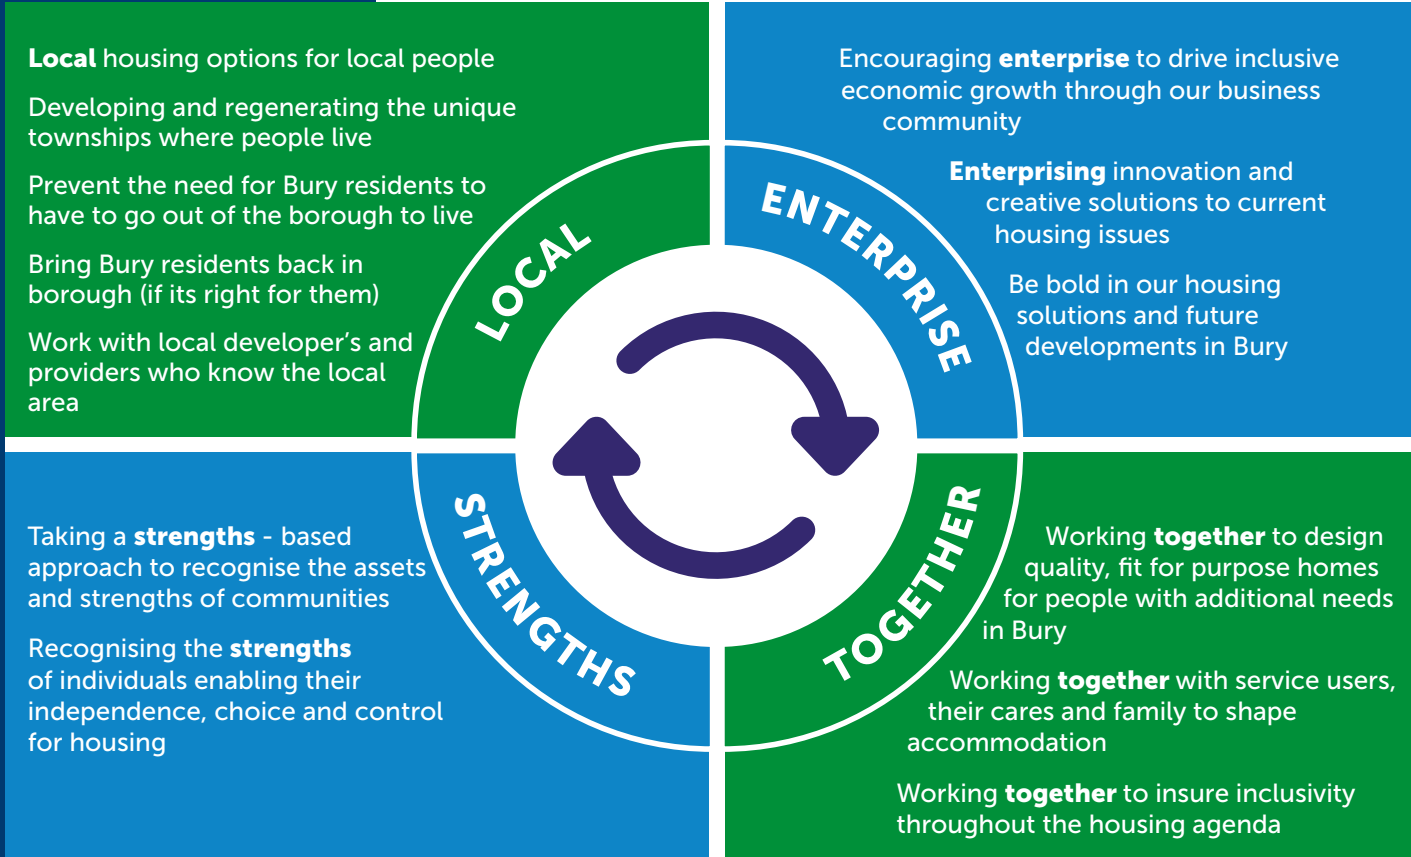 Local housing options for local people
Developing and regenerating the unique
townships where people live
Prevent the need for Bury residents to
have to go out of the borough to live
Bring Bury residents back in
borough (if its right for them)
Work with local developer's and
providers who know the local
area
LOCAL
Encouraging enterprise to drive inclusive
economic growth through our business
community
Enterprising innovation and
creative solutions to current
housing issues
Be bold in our housing
solutions and future
developments in Bury
ENTERPRISE
Taking a strengths - based
approach to recognise the assets
and strengths of communities
Recognising the strengths
of individuals enabling their
independence, choice and control
for housing
STRENGTHS
Working together to design
quality, fit for purpose homes
for people with additional needs
in Bury
Working together with service users,
their cares and family to shape
accommodation
Working together to insure inclusivity
throughout the housing agenda
TOGETHER